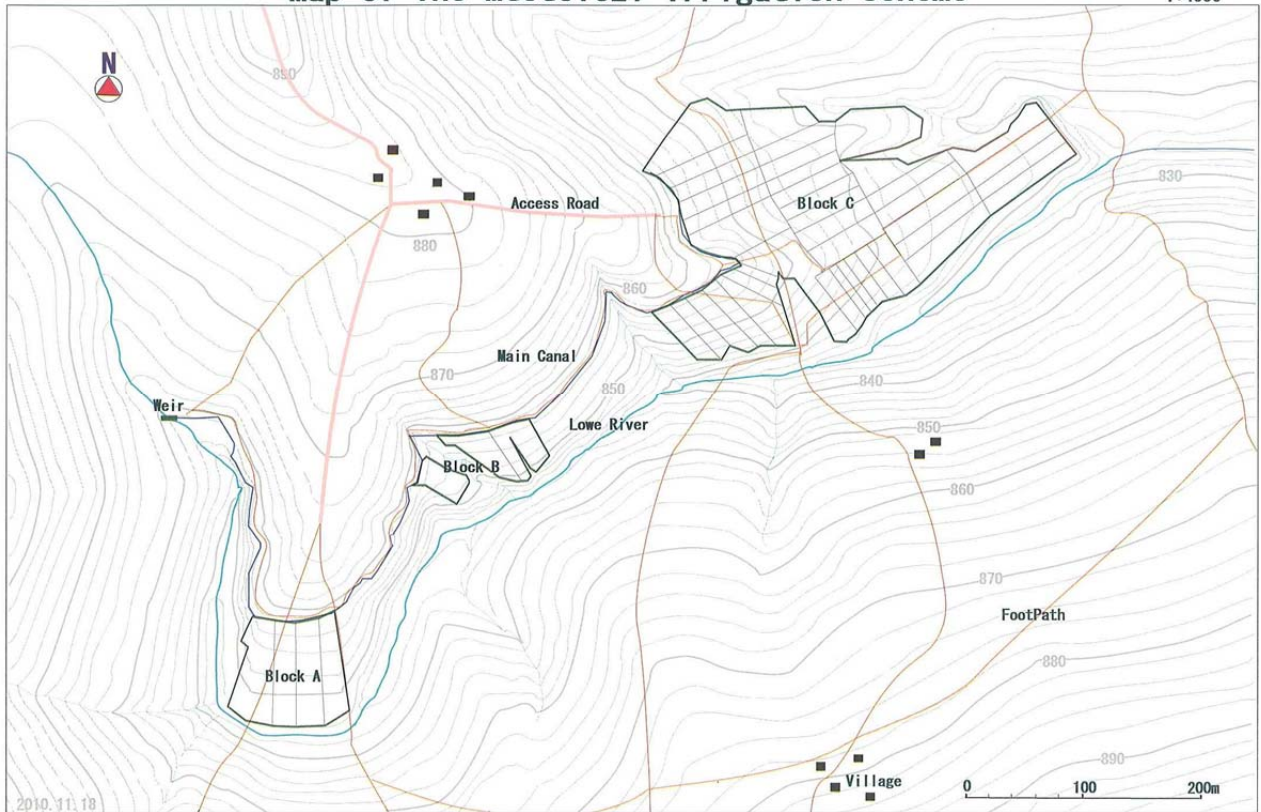 N
890
830
Block C
Access Road
880
860
Main Canal
850
870
840
Weir
Lowe River
850
Block B
860
870
FootPath
Block A
880
890
Village
0 100 200m
2010.11.18